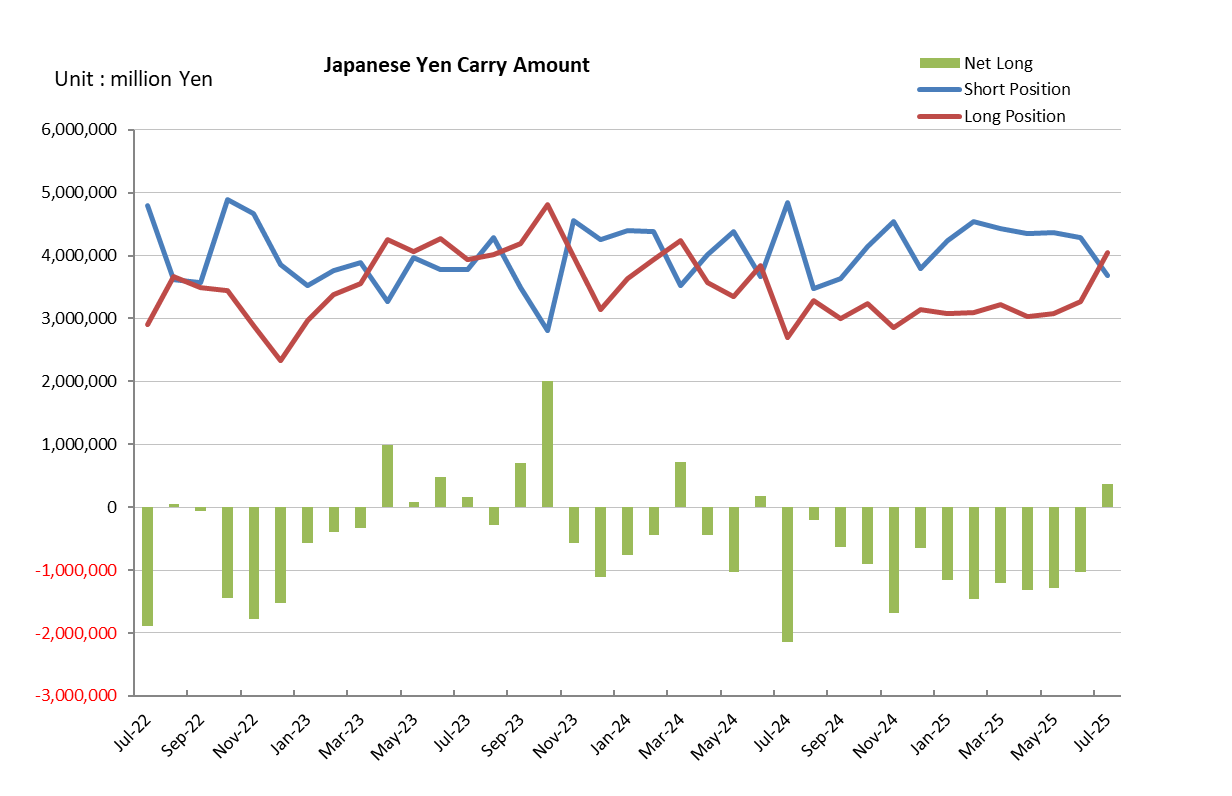 Japanese Yen Carry Amount
Unit : million Yen
Net Long
Short Position
Long Position
6,000,000
5,000,000
4,000,000
3,000,000
2,000,000
1,000,000
0
-1,000,000
-2,000,000
-3,000,000
Jul-22
Sep-22
Nov-22
Jan-23
Mar-23
May-23
Jul-23
Sep-23
Nov-23
Jan-24
Mar-24
May-24
Jul-24
Sep-24
Nov-24
Jan-25
Mar-25
May-25
Jul-25